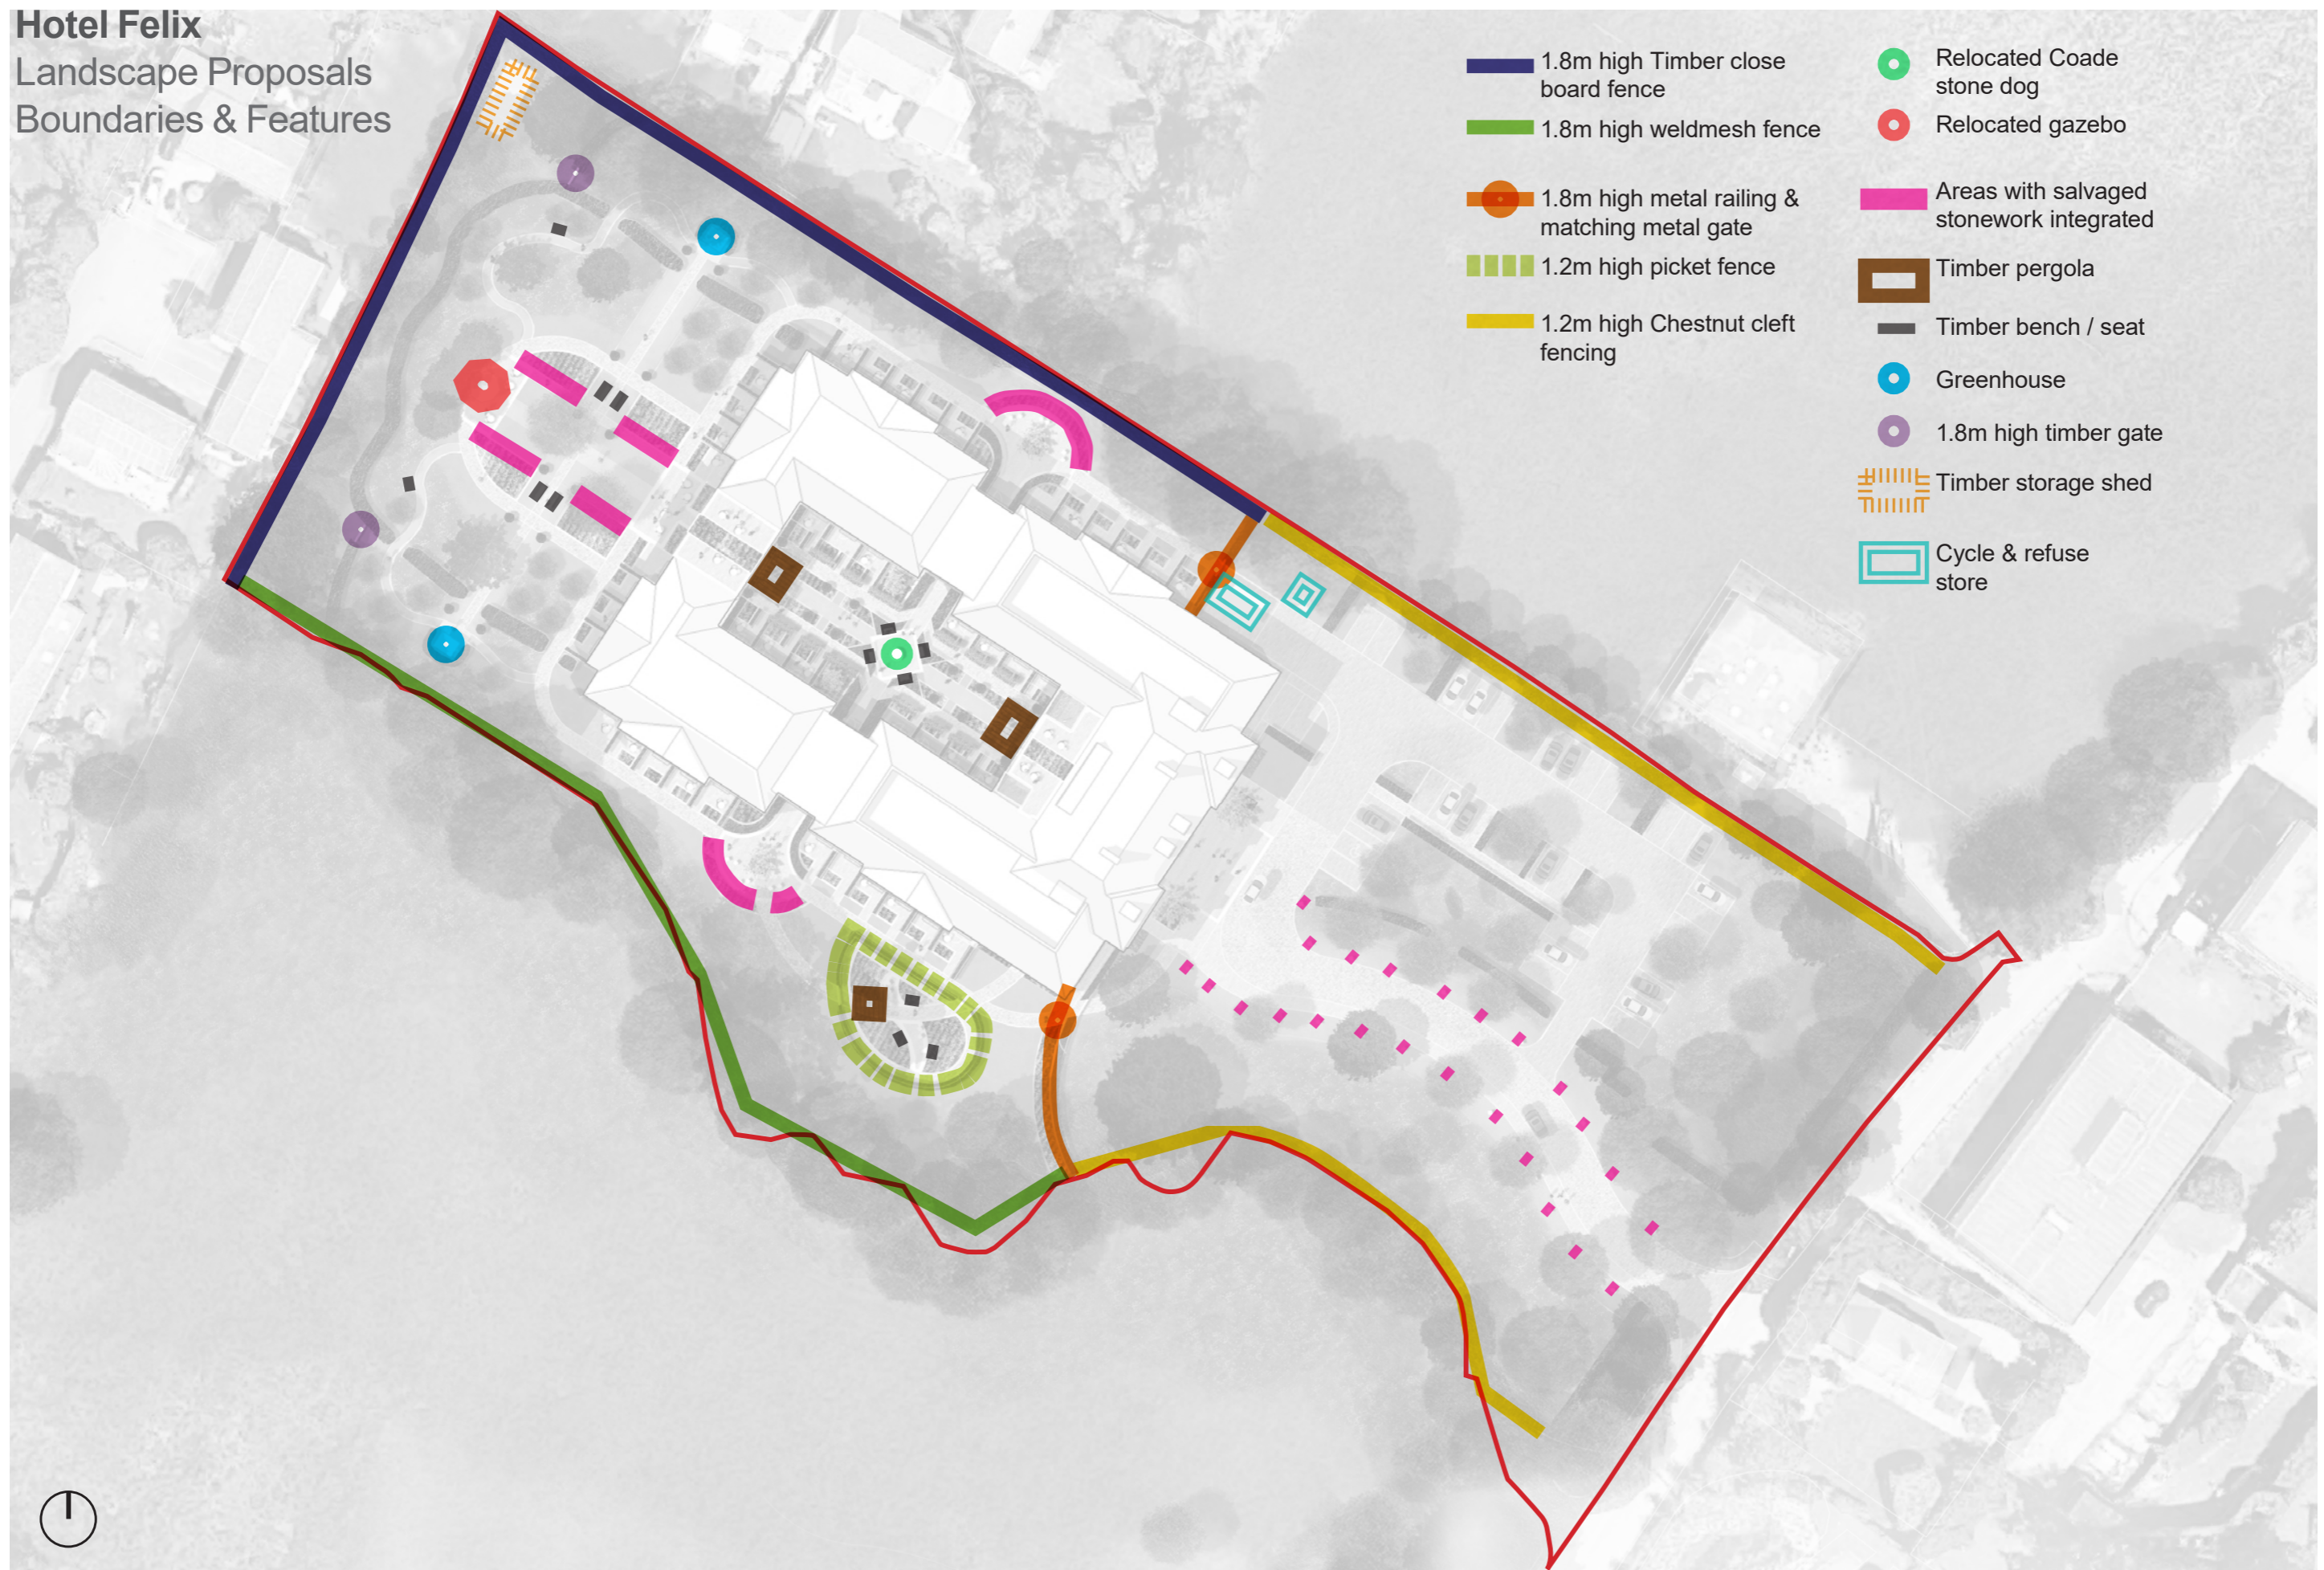 Hotel Felix
Landscape Proposals
Boundaries & Features
1.8m high Timber close
board fence
1.8m high weldmesh fence
1.8m high metal railing &
matching metal gate
1.2m high picket fence
1.2m high Chestnut cleft
fencing
Relocated Coade
stone dog
Relocated gazebo
Areas with salvaged
stonework integrated
Timber pergola
Timber bench / seat
Greenhouse
1.8m high timber gate
Timber storage shed
Cycle & refuse
store